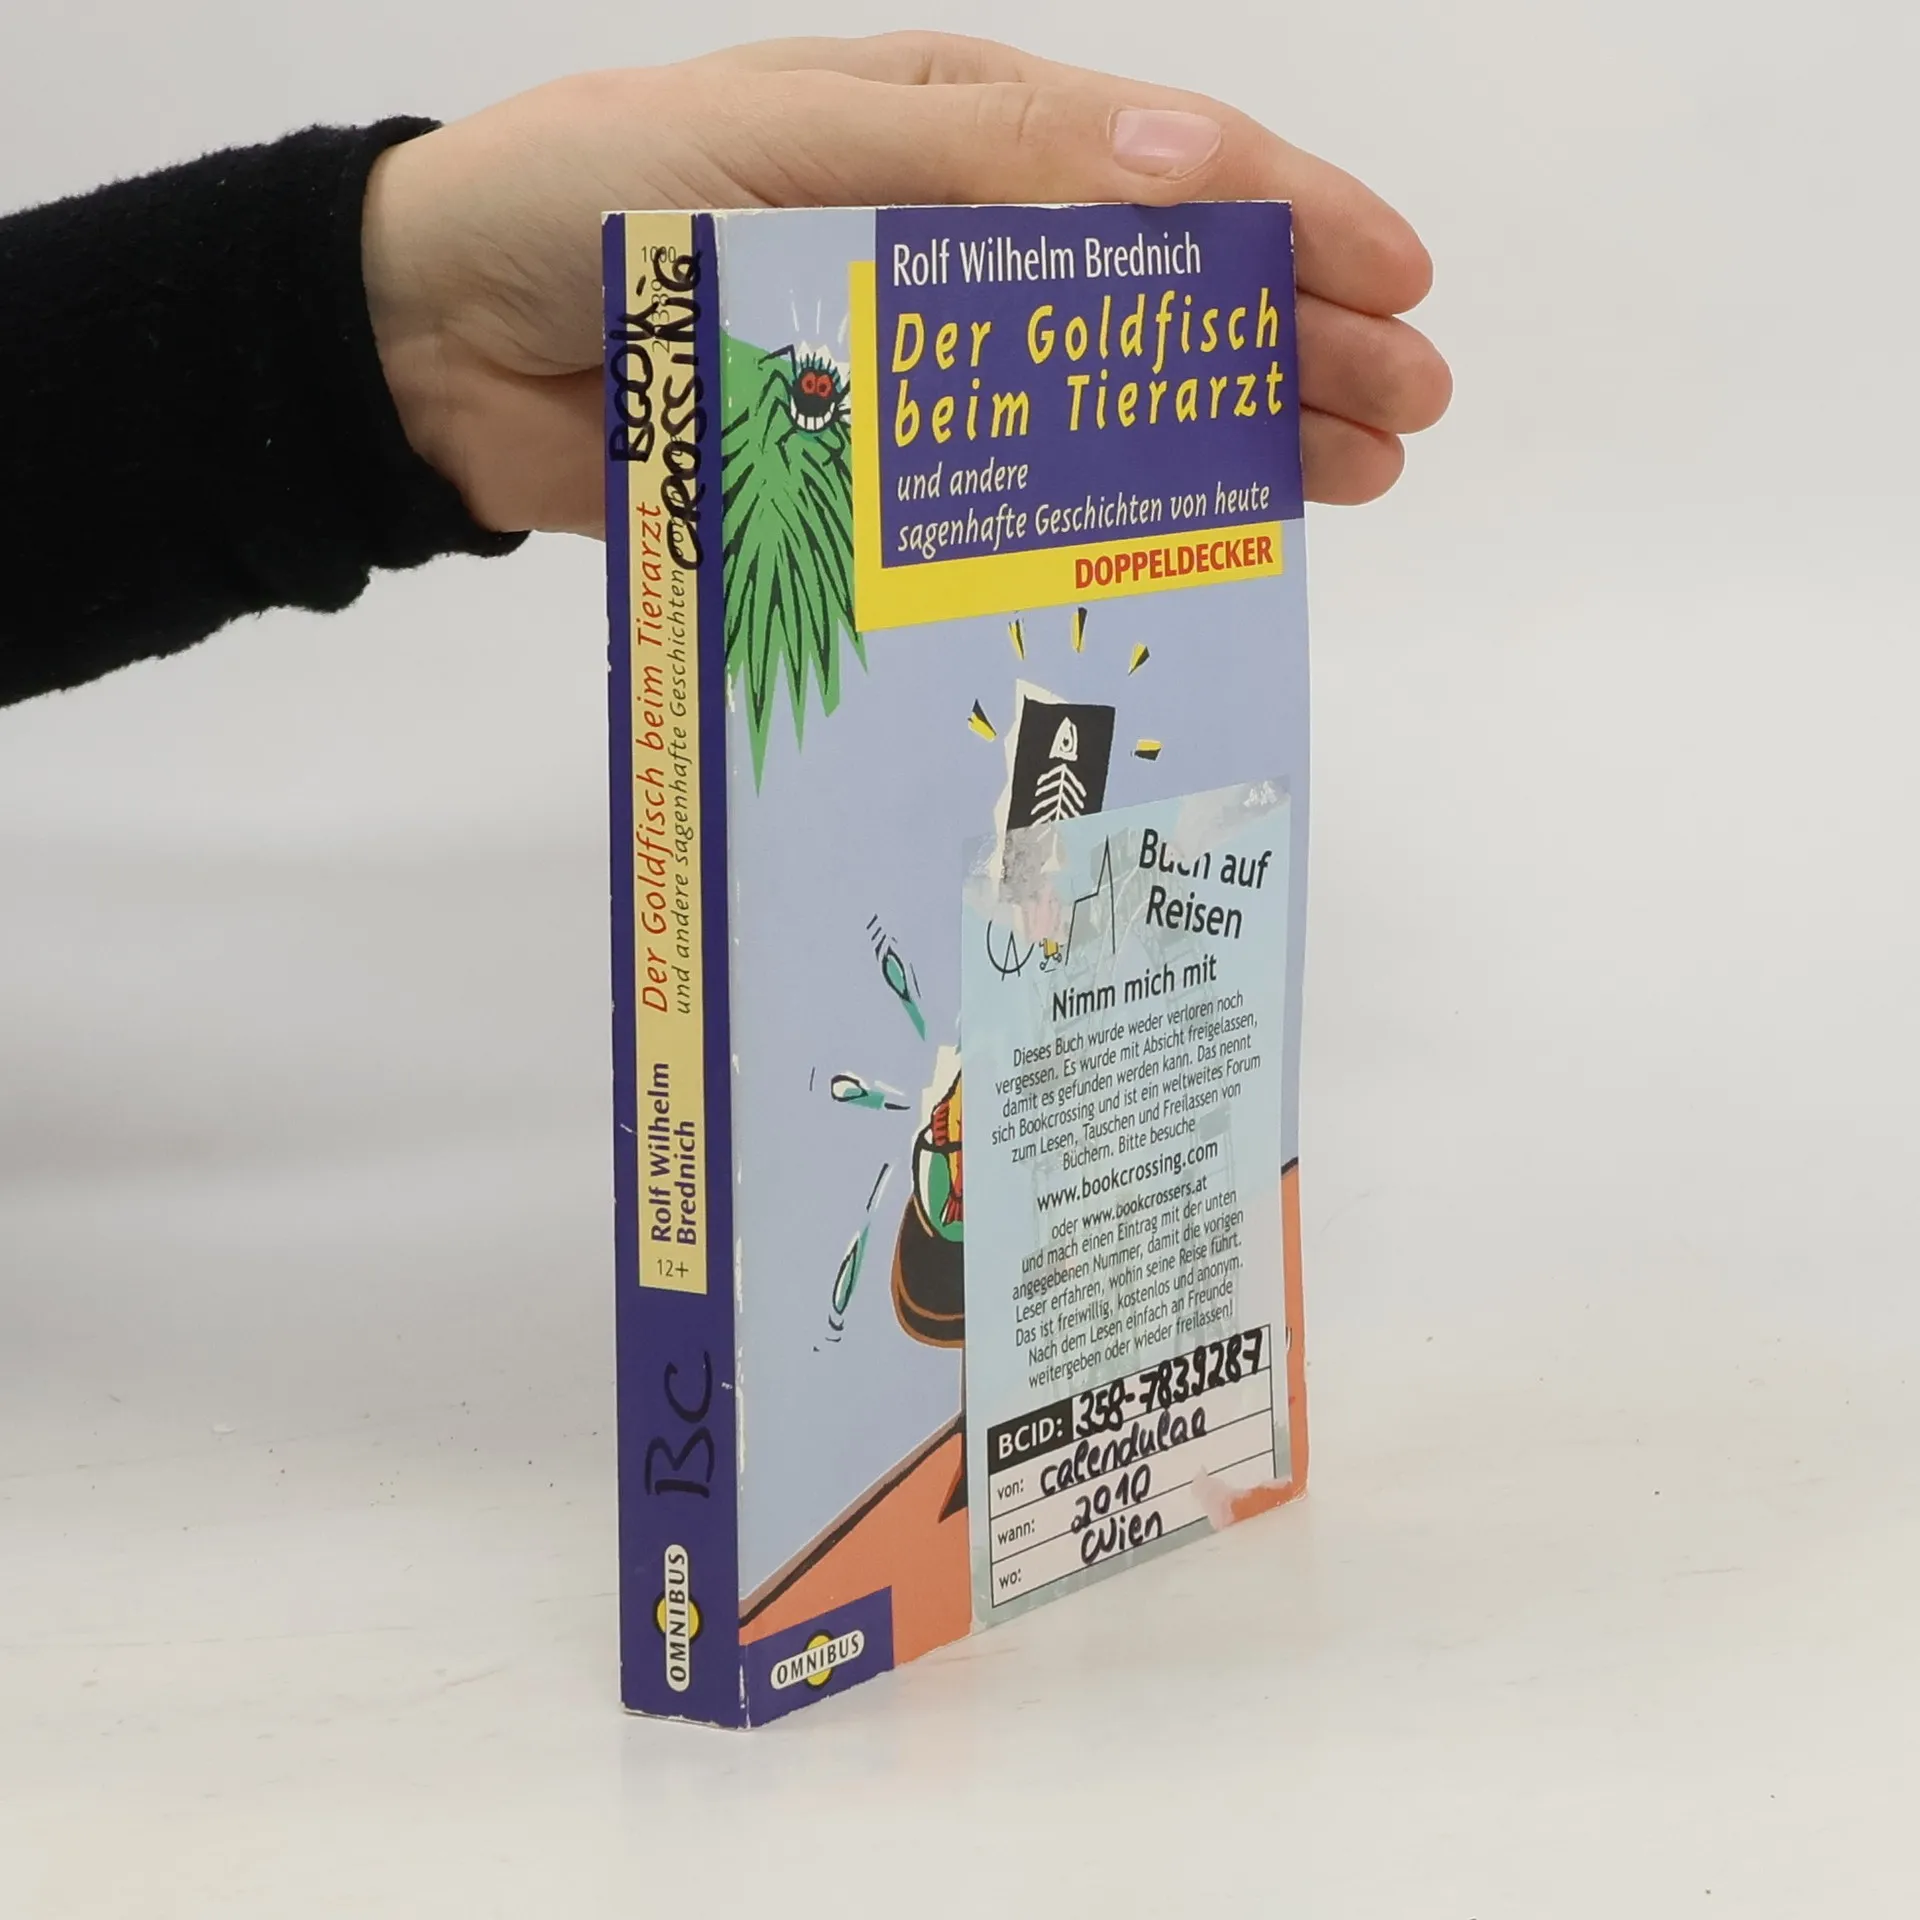 BOOK-
CROSSING
Der Goldfisch beim Tierarzt
und andere sagenhafte Geschichten
Rolf Wilhelm
Brednich
12+
BC
OMNIBUS
Rolf Wilhelm Brednich
Der Goldfisch
beim Tierarzt
und andere
sagenhafte Geschichten von heute
DOPPELDECKER
Buch auf
Reisen
Nimm mich mit
Dieses Buch wurde weder verloren noch
vergessen. Es wurde mit Absicht freigelassen,
damit es gefunden werden kann. Das nennt
sich Bookcrossing und ist ein weltweites Forum
zum Lesen, Tauschen und Freilassen von
Büchern. Bitte besuche
www.bookcrossing.com
oder www.bookcrossers.at
und mach einen Eintrag mit der unten
angegebenen Nummer, damit die vorigen
Leser erfahren, wohin seine Reise führt.
Das ist freiwillig, kostenlos und anonym.
Nach dem Lesen einfach an Freunde
weitergeben oder wieder freilassen!
BCID: 358-7839287
von: calendulae
wann: 2010
wo: Wien
OMNIBUS